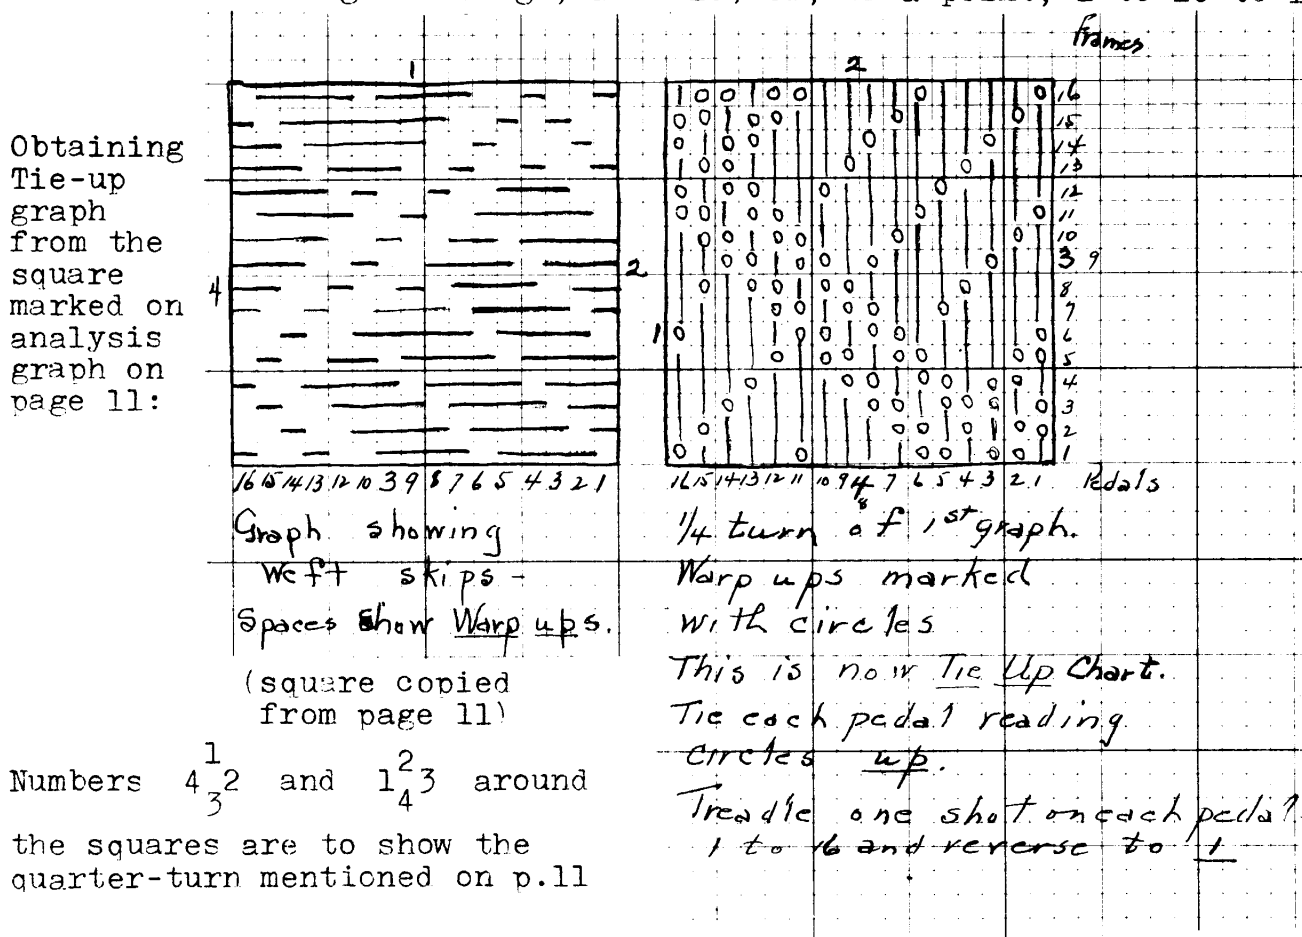 Frames
1
2
16
15
14
13
12
11
10
3 9
8
7
6
5
4
3
2
1
Obtaining
Tie-up
graph
from the
square
marked on
analysis
graph on
page 11:
4
2
1
16 15 14 13 12 10 3 9 8 7 6 5 4 3 2 1
16 15 14 13 12 11 10 9 4 8 7 6 5 4 3 2 1 Pedals
Graph showing
Weft skips -
Spaces show Warp ups.
(square copied
from page 11)
1/4 turn of 1st graph.
Warp ups marked
with circles
This is now Tie Up Chart.
Tie each pedal reading
circles up.
Treadle one shot on each pedal
1 to 16 and reverse to 1
Numbers 4 1 3 2 and 1 2 4 3 around
the squares are to show the
quarter-turn mentioned on p.11